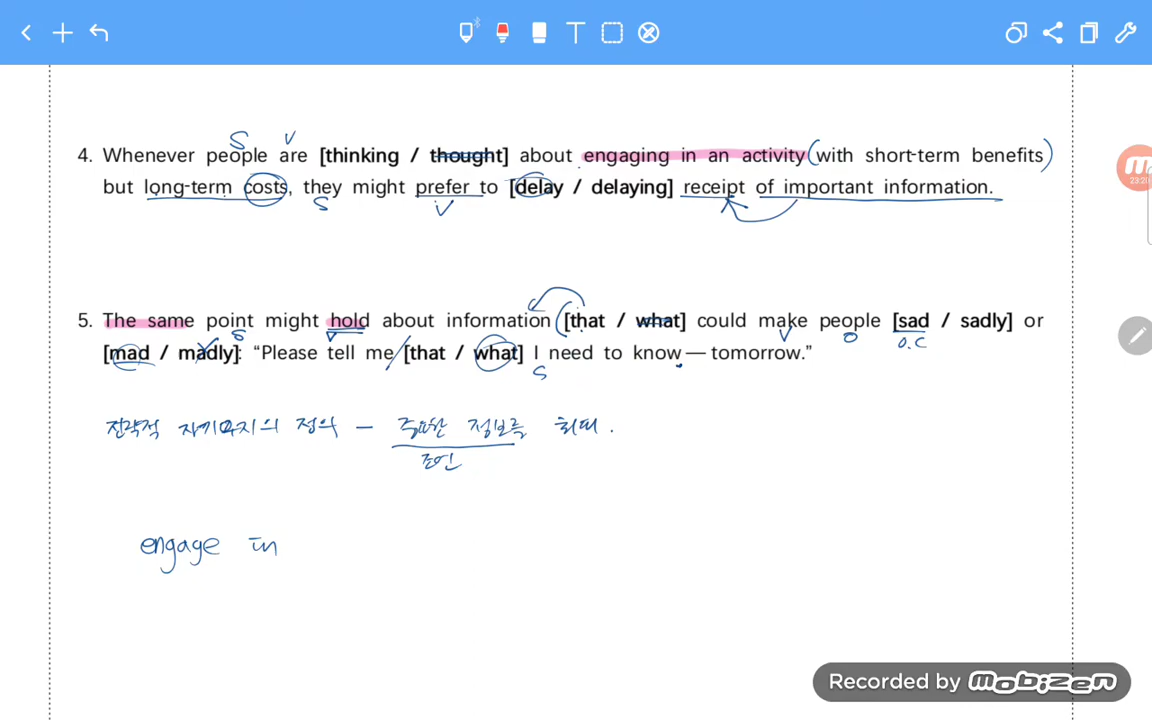 S V
4. Whenever people are [thinking / thought] about engaging in an activity (with short-term benefits)
but long-term costs, they might prefer to [delay / delaying] receipt of important information.
S V
5. The same point might hold about information ([that / what] could make people [sad / sadly] or
S V V O O.C
[mad / madly]: “Please tell me / [that / what] I need to know — tomorrow.”
S
전략적 자기무지의 정의 – 중요한 정보를 회피.
조언
engage in
Recorded by mobizen
23:20